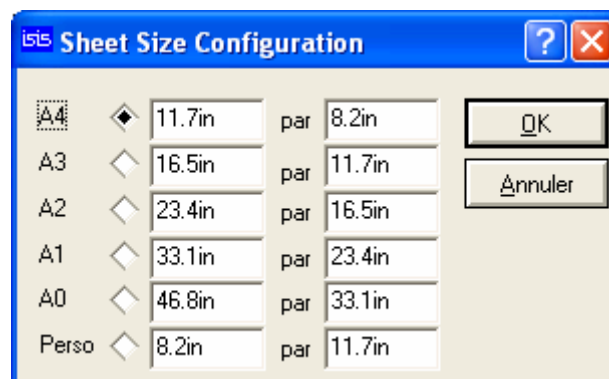 isis Sheet Size Configuration ?
A4 11.7in par 8.2in OK
A3 16.5in par 11.7in
Annuler
A2 23.4in par 16.5in
A1 33.1in par 23.4in
A0 46.8in par 33.1in
Perso 8.2in par 11.7in